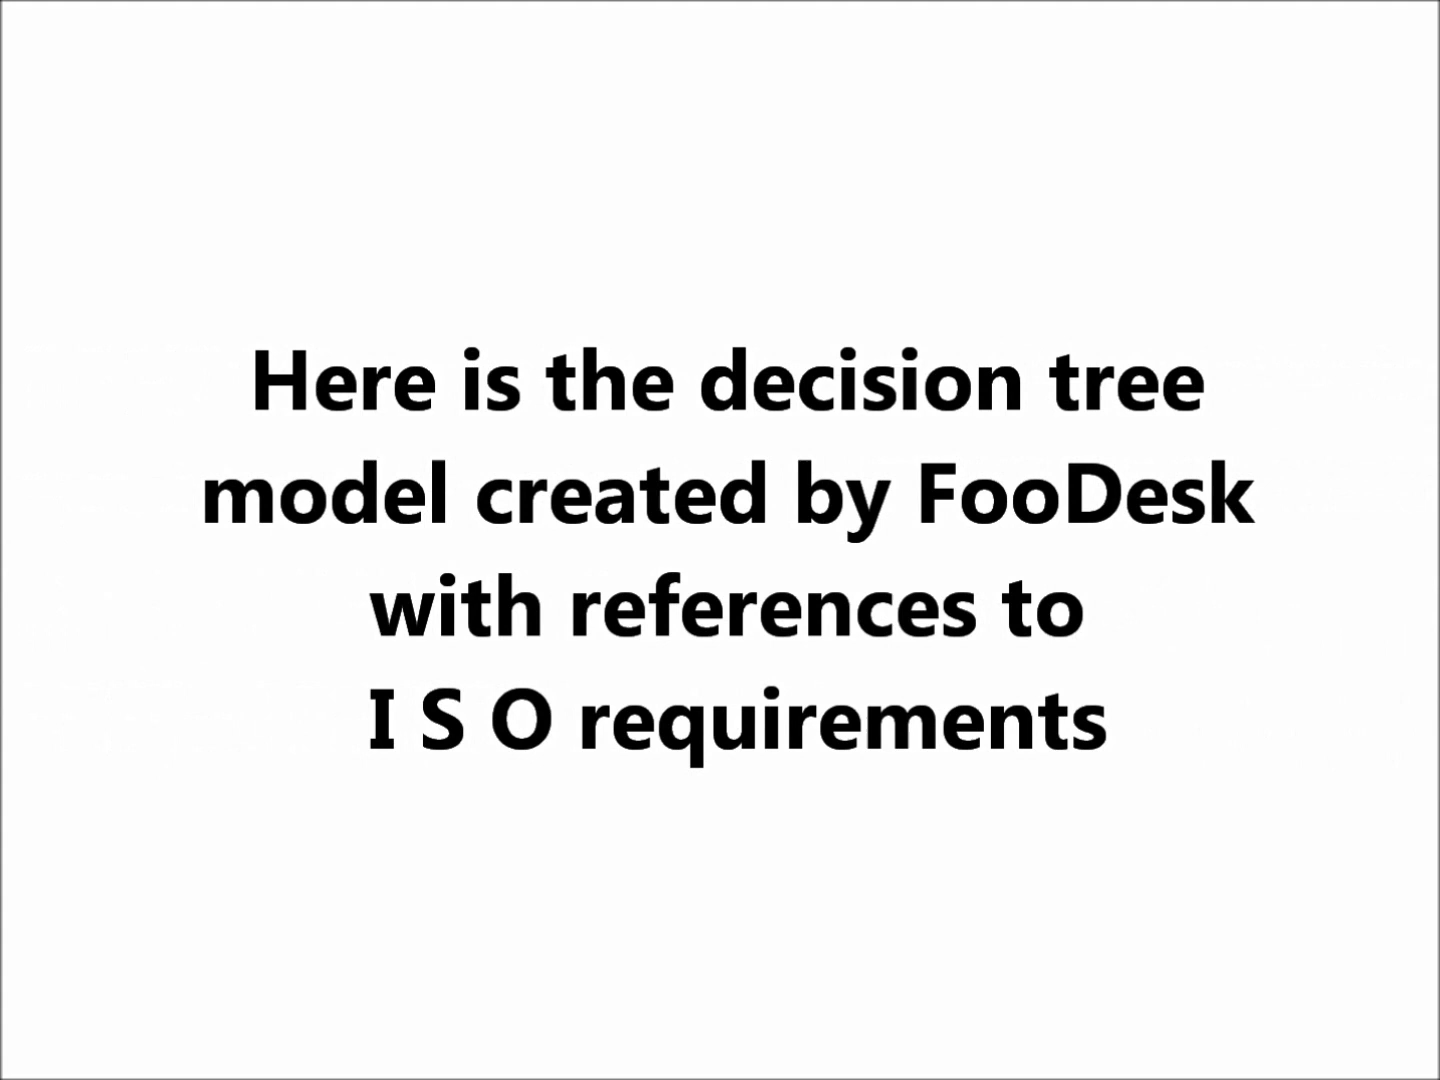 Here is the decision tree
model created by FooDesk
with references to
I S O requirements